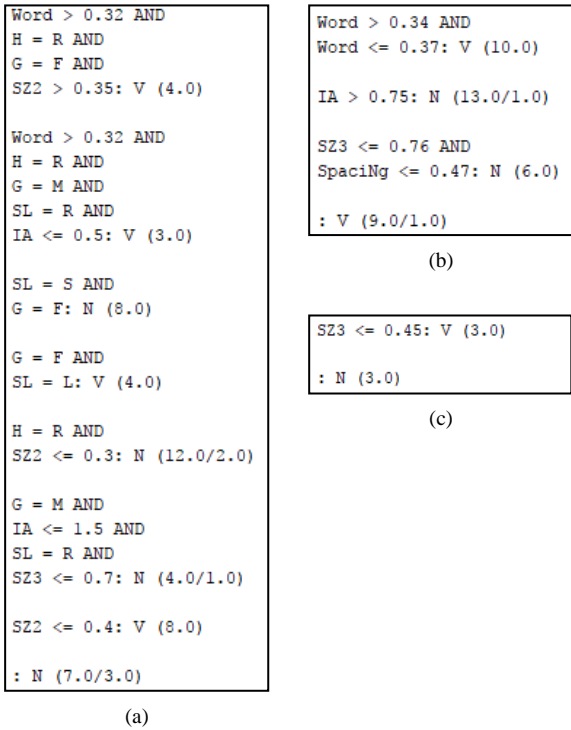 Word > 0.32 AND
H = R AND
G = F AND
SZ2 > 0.35: V (4.0)
Word > 0.32 AND
H = R AND
G = M AND
SL = R AND
IA <= 0.5: V (3.0)
SL = S AND
G = F: N (8.0)
G = F AND
SL = L: V (4.0)
H = R AND
SZ2 <= 0.3: N (12.0/2.0)
G = M AND
IA <= 1.5 AND
SL = R AND
SZ3 <= 0.7: N (4.0/1.0)
SZ2 <= 0.4: V (8.0)
: N (7.0/3.0)
(a)
Word > 0.34 AND
Word <= 0.37: V (10.0)
IA > 0.75: N (13.0/1.0)
SZ3 <= 0.76 AND
SpaciNg <= 0.47: N (6.0)
: V (9.0/1.0)
(b)
SZ3 <= 0.45: V (3.0)
: N (3.0)
(c)